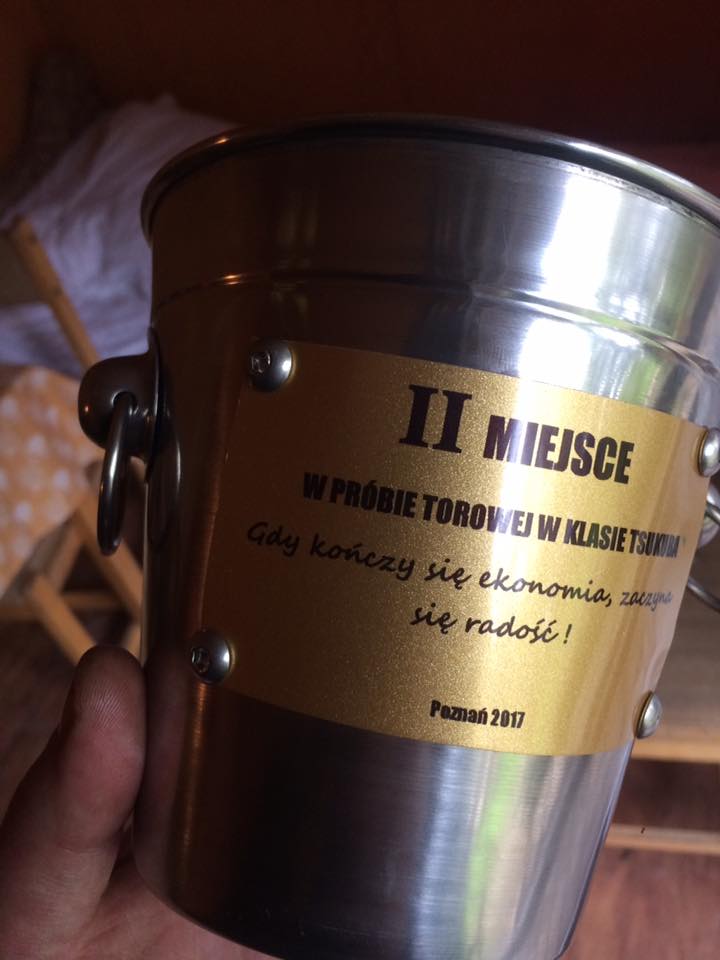 II MIEJSCE
W PRÓBIE TOROWEJ W KLASIE TSUKUBA
Gdy kończy się ekonomia, zaczyna
się radość !
Poznań 2017